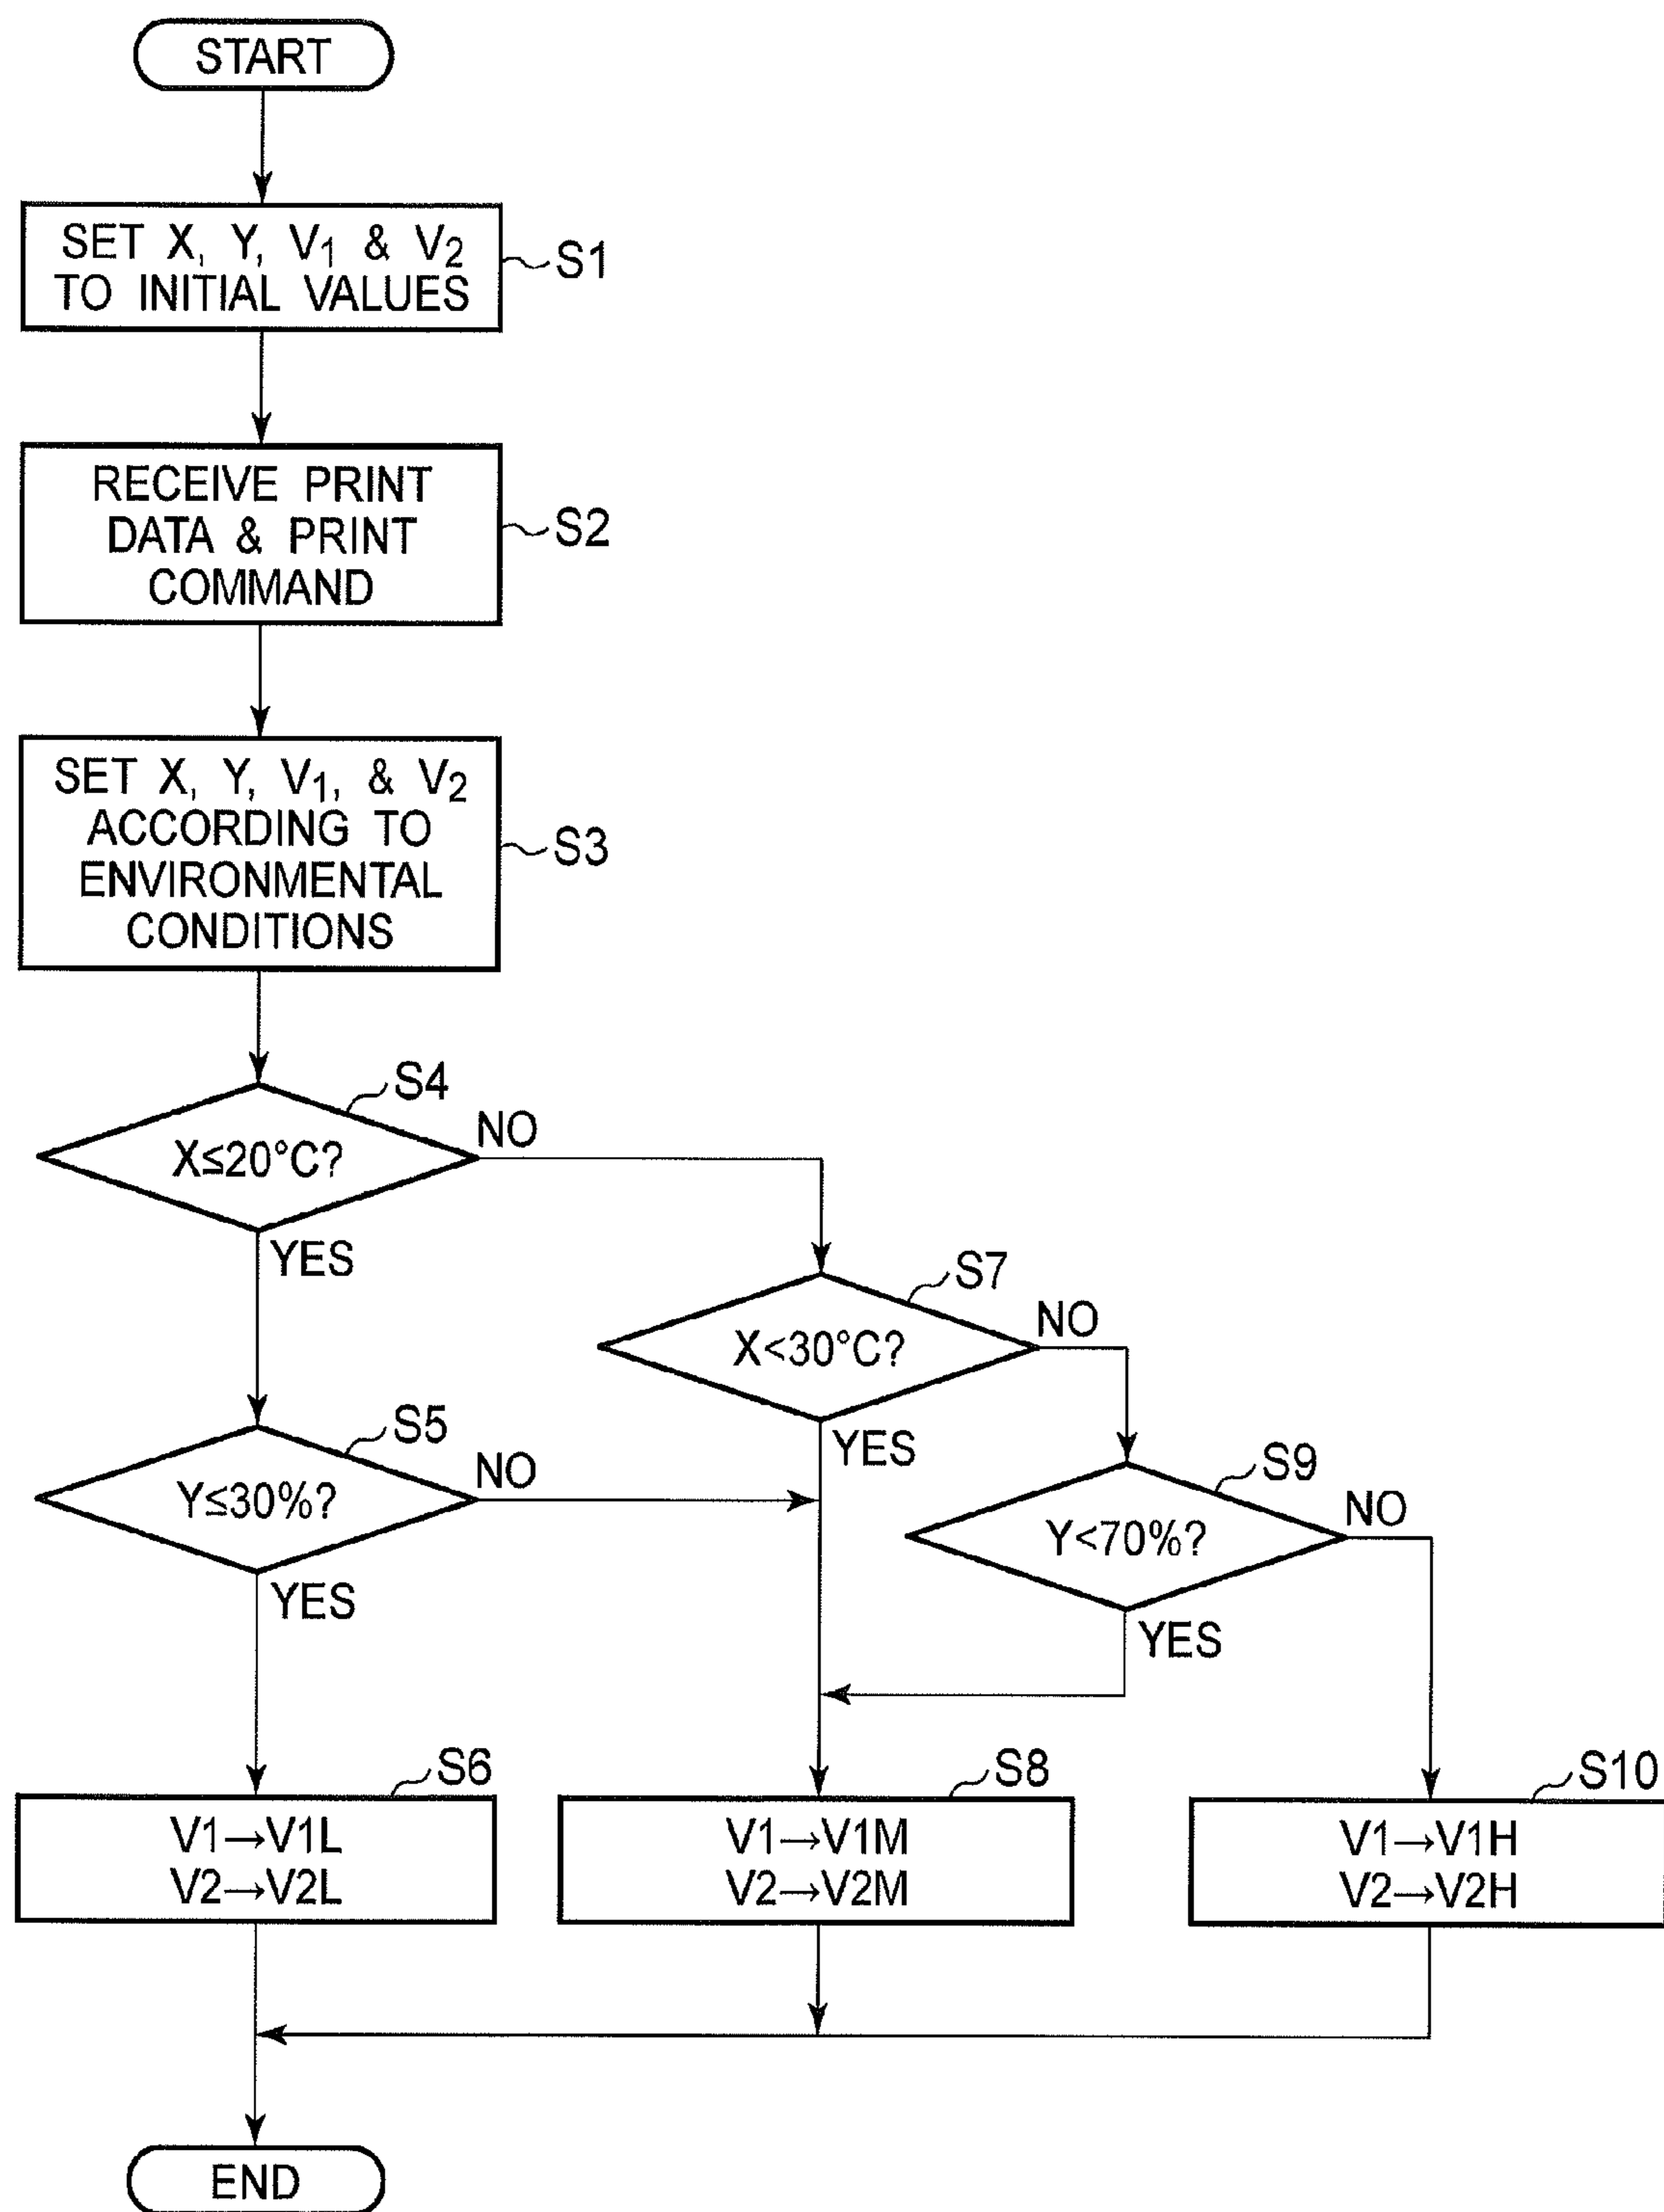 START
SET X, Y, V1 & V2
TO INITIAL VALUES
S1
RECEIVE PRINT
DATA & PRINT
COMMAND
S2
SET X, Y, V1, & V2
ACCORDING TO
ENVIRONMENTAL
CONDITIONS
S3
S4
X≤20°C?
NO
YES
S7
X<30°C?
NO
YES
S5
Y≤30%?
NO
YES
S9
Y<70%?
NO
YES
S6
V1→V1L
V2→V2L
S8
V1→V1M
V2→V2M
S10
V1→V1H
V2→V2H
END